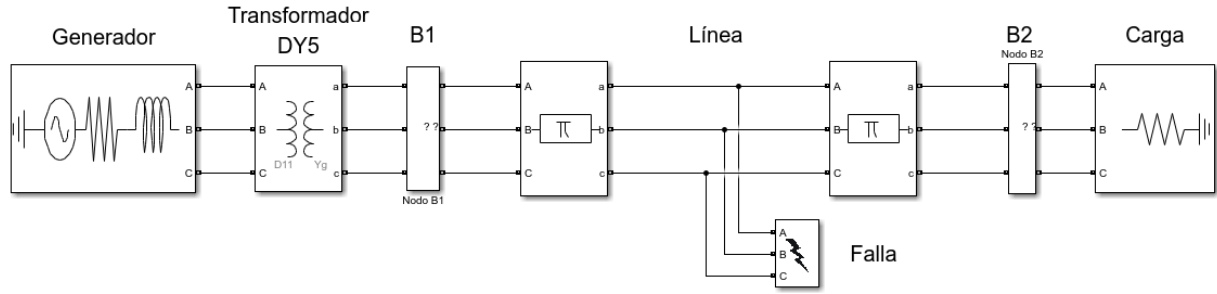 Generador
Transformador
DY5
B1
Línea
B2
Nodo B2
Carga
A
A
a
A
a
A
a
A
B
B
b
? ?
B
π
b
B
π
b
? ?
B
D11
Yg
C
C
c
C
c
C
c
C
Nodo B1
A
B
C
Falla